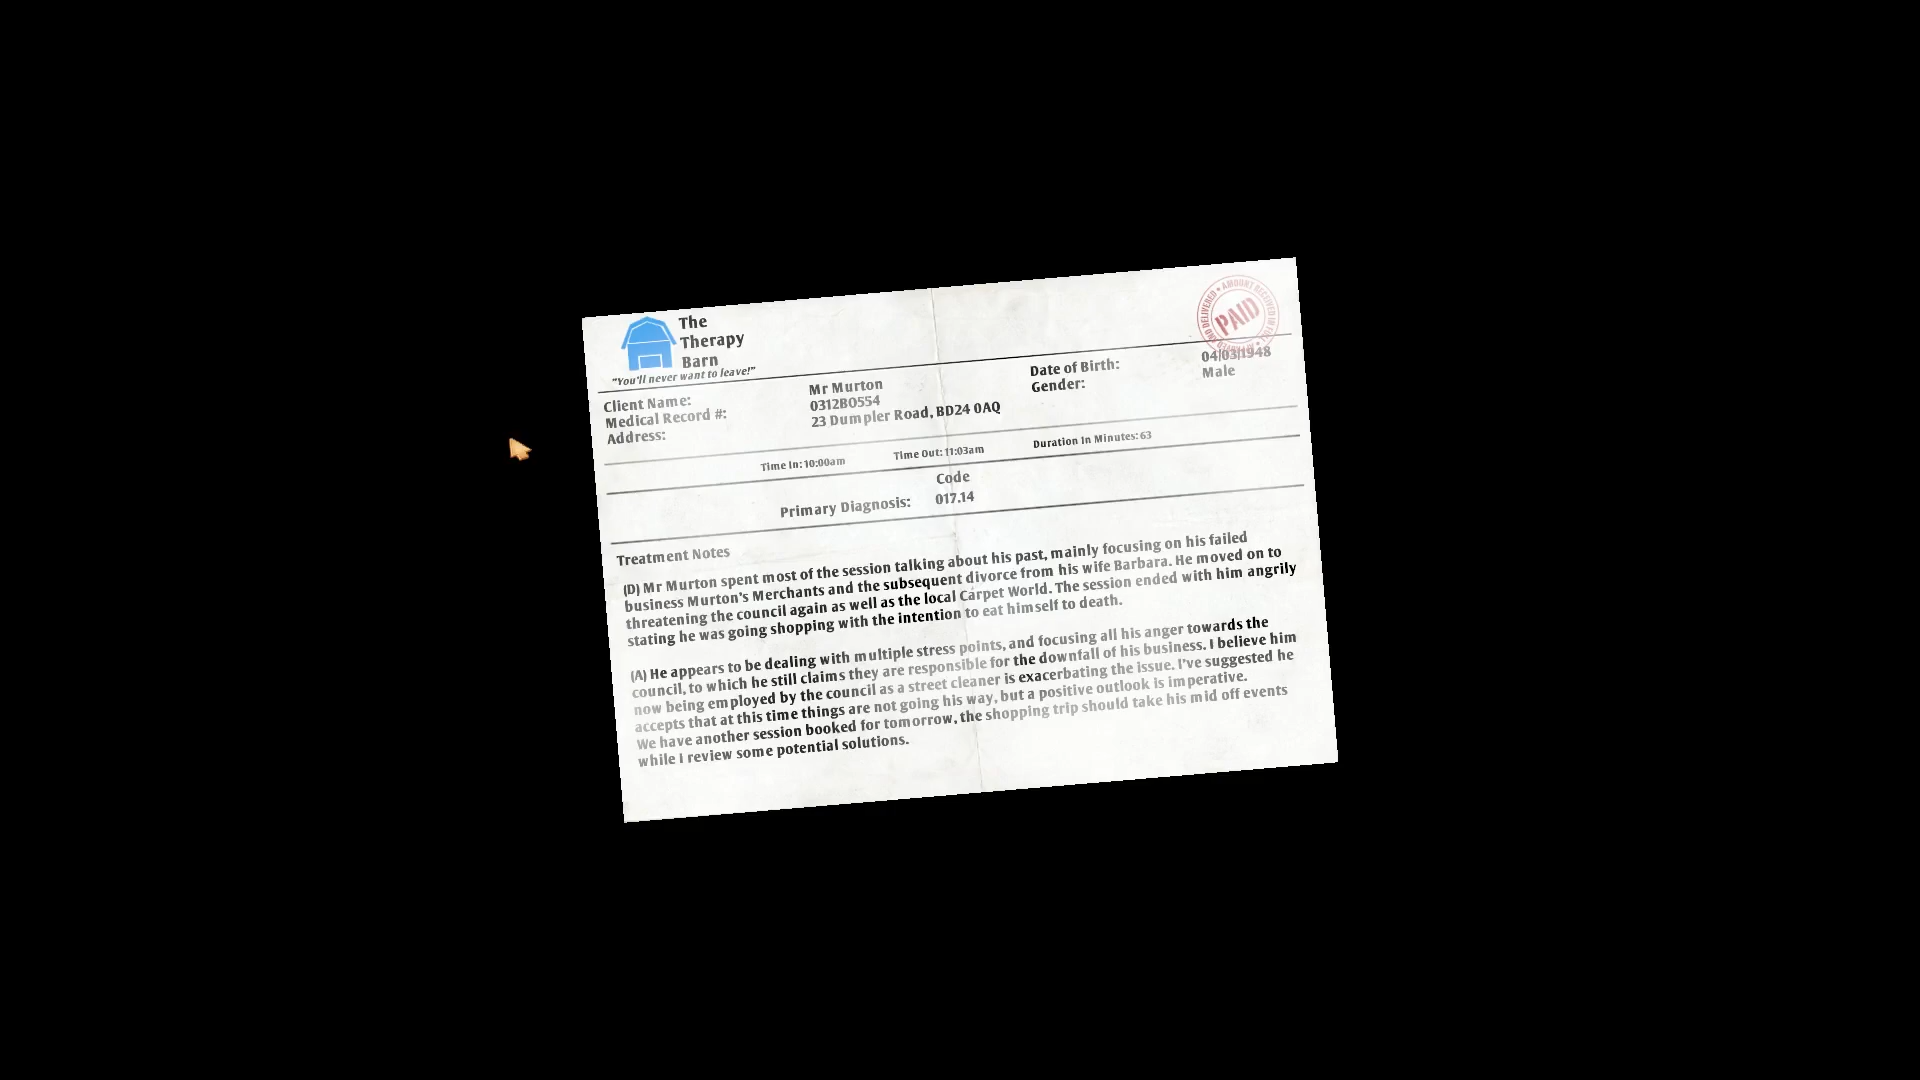 The
Therapy
Barn
"You'll never want to leave!"
AMOUNT RECEIVED IN
AND DELIVERED
PAID
Client Name: Mr Murton Date of Birth: 04/03/1948
Medical Record #: 0312B0554 Gender: Male
Address: 23 Dumpler Road, BD24 0AQ
Time In: 10:00am Time Out: 11:03am Duration In Minutes: 63
Code
Primary Diagnosis: 017.14
Treatment Notes
(D) Mr Murton spent most of the session talking about his past, mainly focusing on his failed
business Murton's Merchants and the subsequent divorce from his wife Barbara. He moved on to
threatening the council again as well as the local Carpet World. The session ended with him angrily
stating he was going shopping with the intention to eat himself to death.
(A) He appears to be dealing with multiple stress points, and focusing all his anger towards the
council, to which he still claims they are responsible for the downfall of his business. I believe him
now being employed by the council as a street cleaner is exacerbating the issue. I've suggested he
accepts that at this time things are not going his way, but a positive outlook is imperative.
We have another session booked for tomorrow, the shopping trip should take his mid off events
while I review some potential solutions.